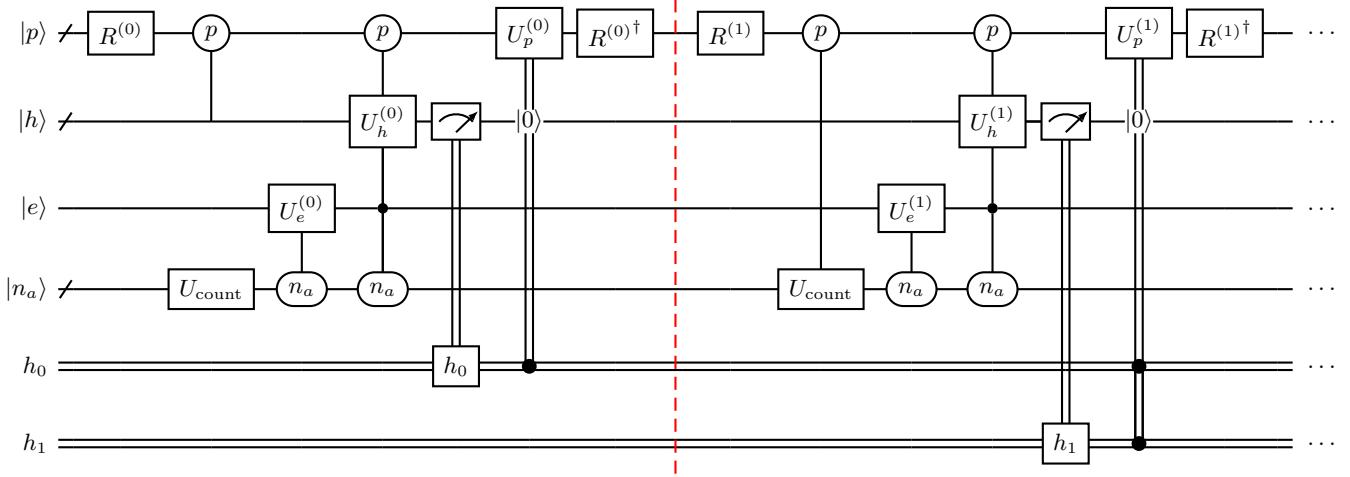 |p⟩ R^{(0)} p p U_p^{(0)} R^{(0)†} R^{(1)} p p U_p^{(1)} R^{(1)†} ···
|h⟩ U_h^{(0)} |0⟩ U_h^{(1)} |0⟩ ···
|e⟩ U_e^{(0)} U_e^{(1)} ···
|n_a⟩ U_count n_a n_a U_count n_a n_a ···
h_0 h_0 ···
h_1 h_1 ···